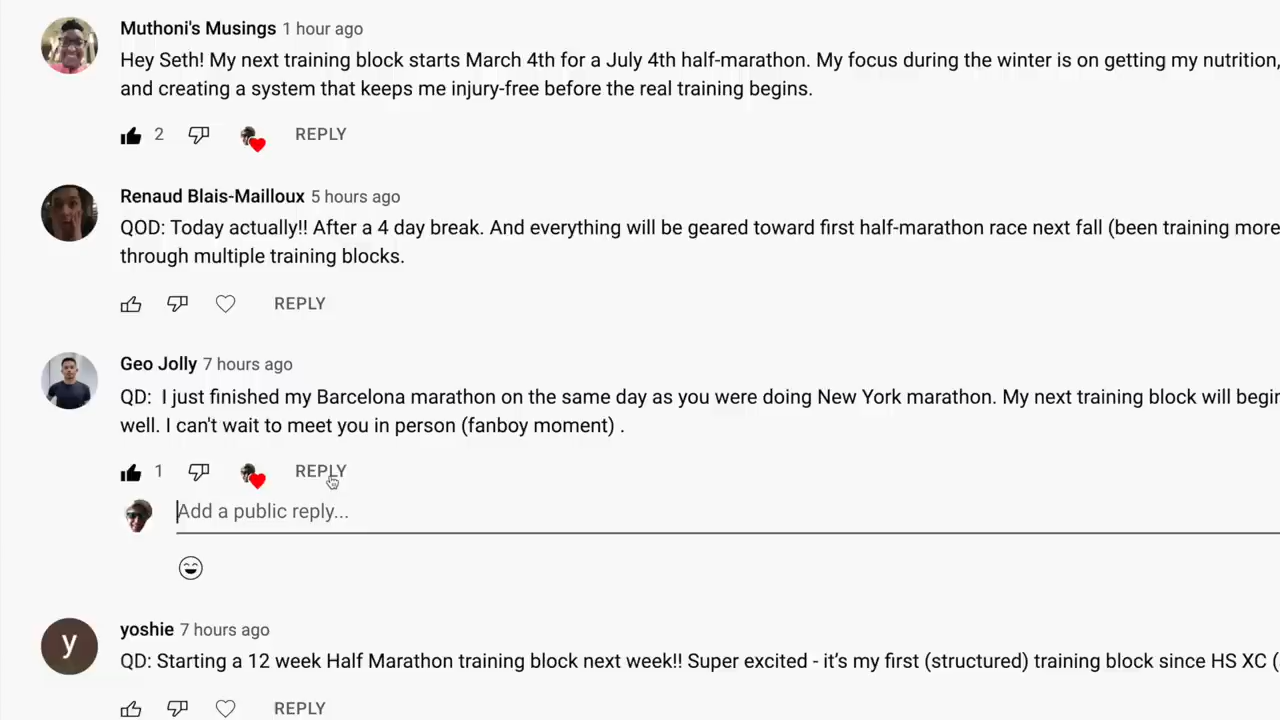 Muthoni's Musings 1 hour ago
Hey Seth! My next training block starts March 4th for a July 4th half-marathon. My focus during the winter is on getting my nutrition,
and creating a system that keeps me injury-free before the real training begins.
2 REPLY
Renaud Blais-Mailloux 5 hours ago
QOD: Today actually!! After a 4 day break. And everything will be geared toward first half-marathon race next fall (been training more
through multiple training blocks.
REPLY
Geo Jolly 7 hours ago
QD: I just finished my Barcelona marathon on the same day as you were doing New York marathon. My next training block will begin
well. I can't wait to meet you in person (fanboy moment) .
1 REPLY
Add a public reply...
y
yoshie 7 hours ago
QD: Starting a 12 week Half Marathon training block next week!! Super excited - it's my first (structured) training block since HS XC (
REPLY